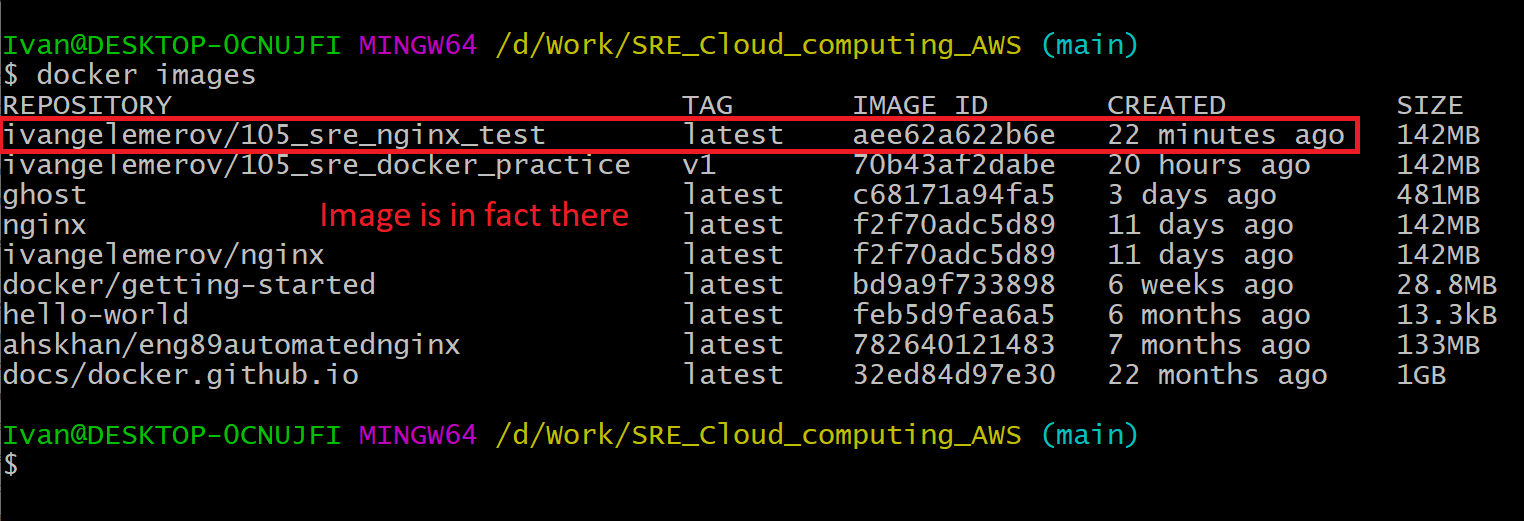 Ivan@DESKTOP-0CNUJFI MINGW64 /d/Work/SRE_Cloud_computing_AWS (main)
$ docker images
REPOSITORY TAG IMAGE ID CREATED SIZE
ivangelemerov/105_sre_nginx_test latest aee62a622b6e 22 minutes ago 142MB
ivangelemerov/105_sre_docker_practice v1 70b43af2dabe 20 hours ago 142MB
ghost latest c68171a94fa5 3 days ago 481MB
Image is in fact there
nginx latest f2f70adc5d89 11 days ago 142MB
ivangelemerov/nginx latest f2f70adc5d89 11 days ago 142MB
docker/getting-started latest bd9a9f733898 6 weeks ago 28.8MB
hello-world latest feb5d9fea6a5 6 months ago 13.3kB
ahskhan/eng89automatednginx latest 782640121483 7 months ago 133MB
docs/docker.github.io latest 32ed84d97e30 22 months ago 1GB
Ivan@DESKTOP-0CNUJFI MINGW64 /d/Work/SRE_Cloud_computing_AWS (main)
$